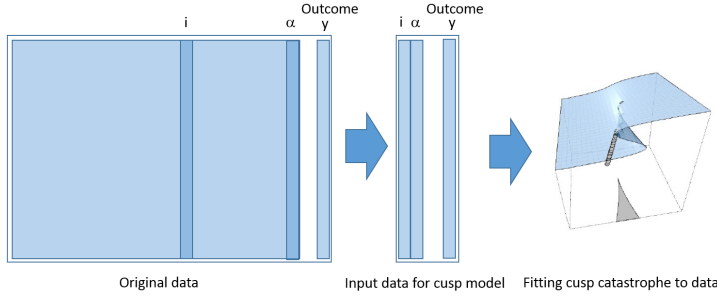 Outcome
i α y
Outcome
i α y
Original data
Input data for cusp model
Fitting cusp catastrophe to data